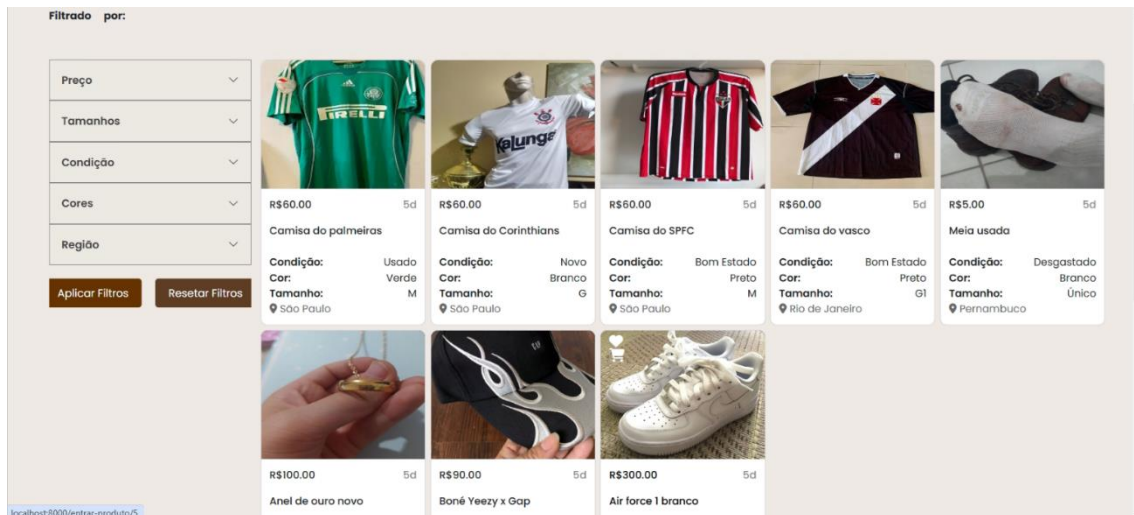 Filtrado por:
Preço
Tamanhos
Condição
Cores
Região
Aplicar Filtros Resetar Filtros
PIRELLI
R$60.00 5d
Camisa do palmeiras
Condição: Usado
Cor: Verde
Tamanho: M
São Paulo
Kalunga
R$60.00 5d
Camisa do Corinthians
Condição: Novo
Cor: Branco
Tamanho: G
São Paulo
R$60.00 5d
Camisa do SPFC
Condição: Bom Estado
Cor: Preto
Tamanho: M
São Paulo
R$60.00 5d
Camisa do vasco
Condição: Bom Estado
Cor: Preto
Tamanho: G1
Rio de Janeiro
R$5.00 5d
Meia usada
Condição: Desgastado
Cor: Branco
Tamanho: Único
Pernambuco
R$100.00 5d
Anel de ouro novo
R$90.00 5d
Boné Yeezy x Gap
R$300.00 5d
Air force 1 branco
localhost:8000/entrar-produto/5